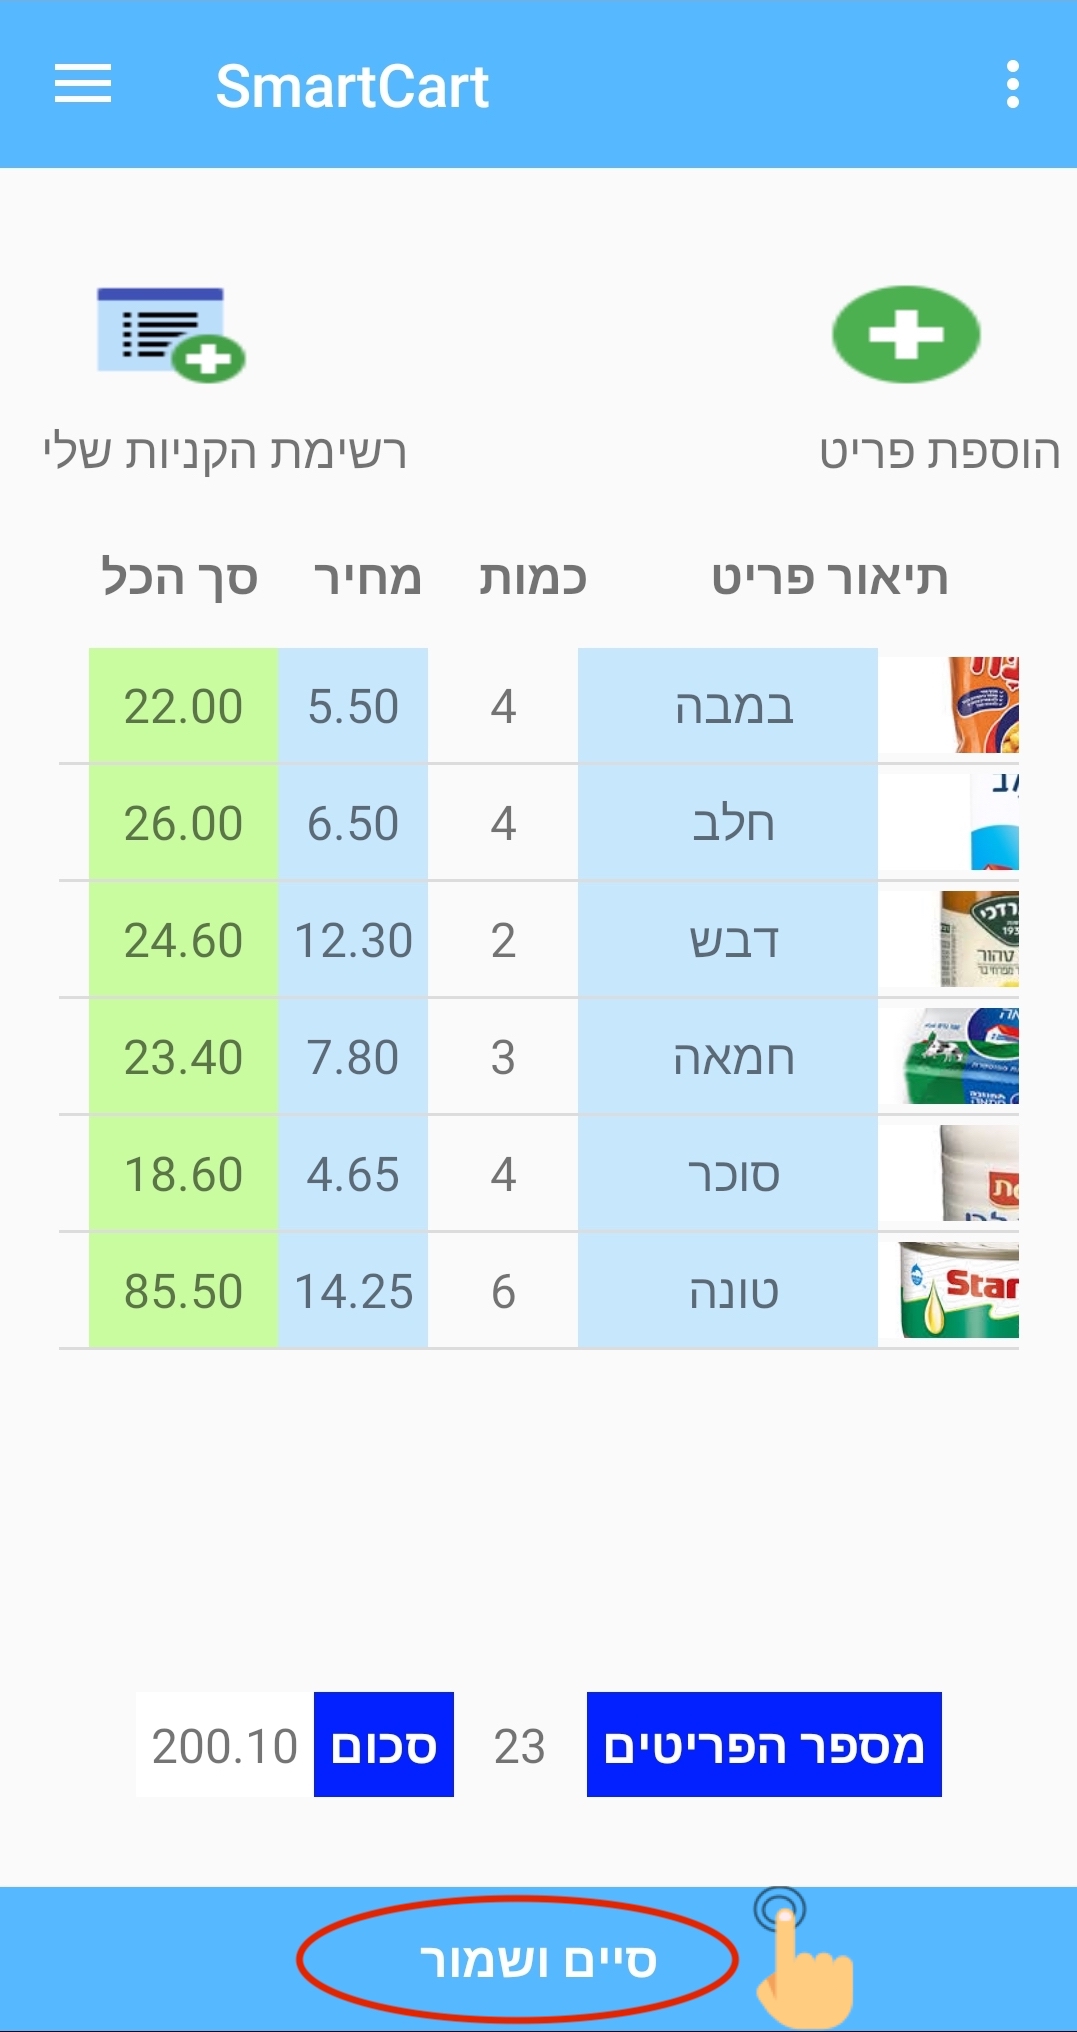 SmartCart
הוספת פריט
רשימת הקניות שלי
תיאור פריט כמות מחיר סך הכל
במבה 4 5.50 22.00
חלב 4 6.50 26.00
דבש 2 12.30 24.60
טהור
חמאה 3 7.80 23.40
סוכר 4 4.65 18.60
טונה 6 14.25 85.50
Star
מספר הפריטים 23 סכום 200.10
סיים ושמור